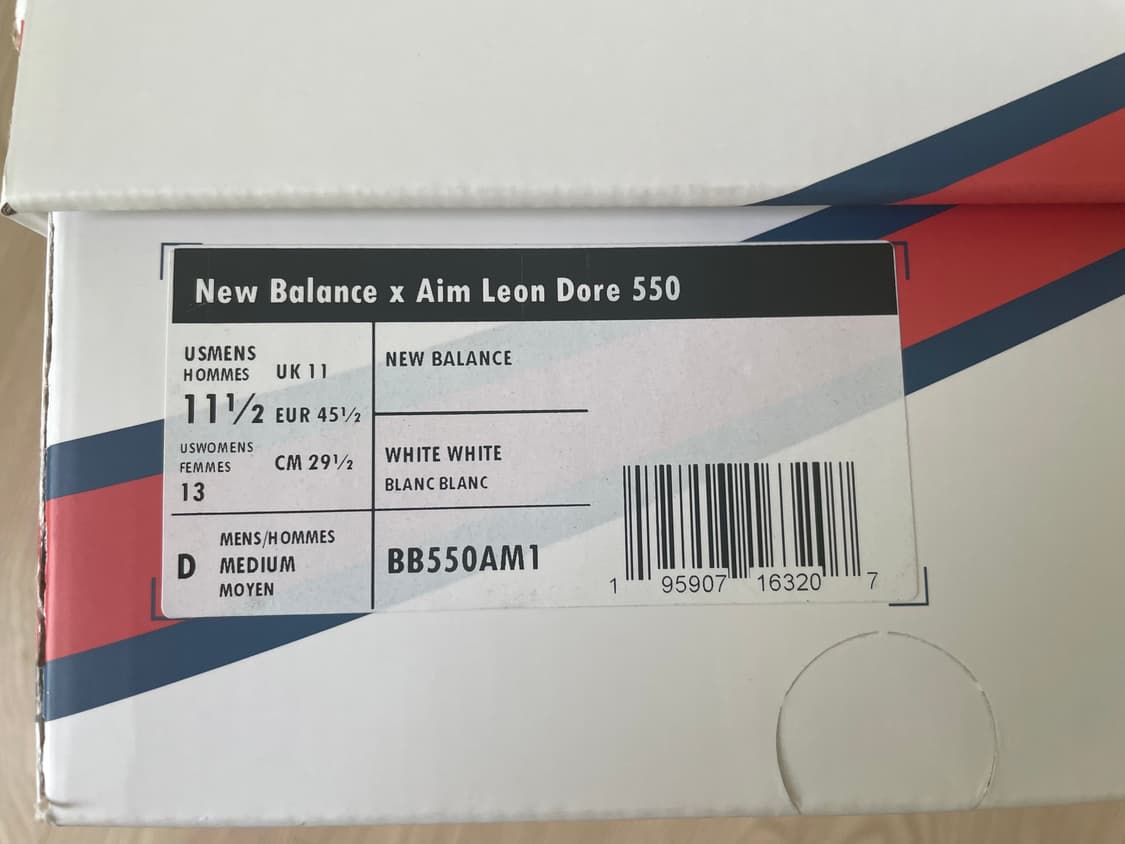 New Balance x Aim Leon Dore 550
USMENS
HOMMES UK 11
11½ EUR 45½
USWOMENS
FEMMES CM 29½
13
NEW BALANCE
WHITE WHITE
BLANC BLANC
D MENS/HOMMES
MEDIUM
MOYEN
BB550AM1
1 95907 16320 7